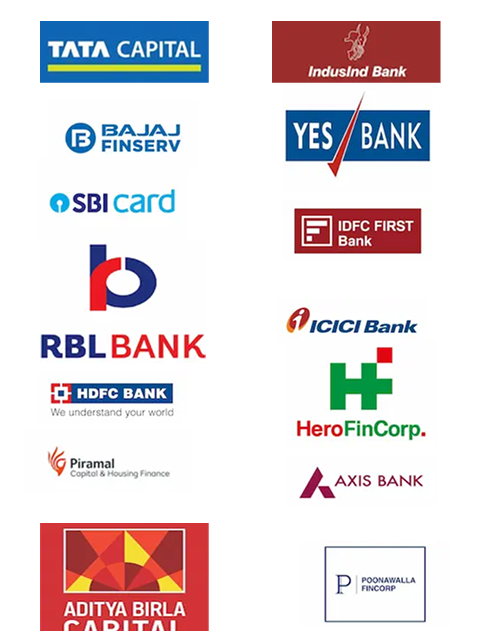 TATA CAPITAL
BAJAJ
FINSERV
SBI card
RBL BANK
HDFC BANK
We understand your world
Piramal
Capital & Housing Finance
ADITYA BIRLA
CAPITAL
IndusInd Bank
YES BANK
IDFC FIRST
Bank
ICICI Bank
HeroFinCorp.
AXIS BANK
P
POONAWALLA
FINCORP